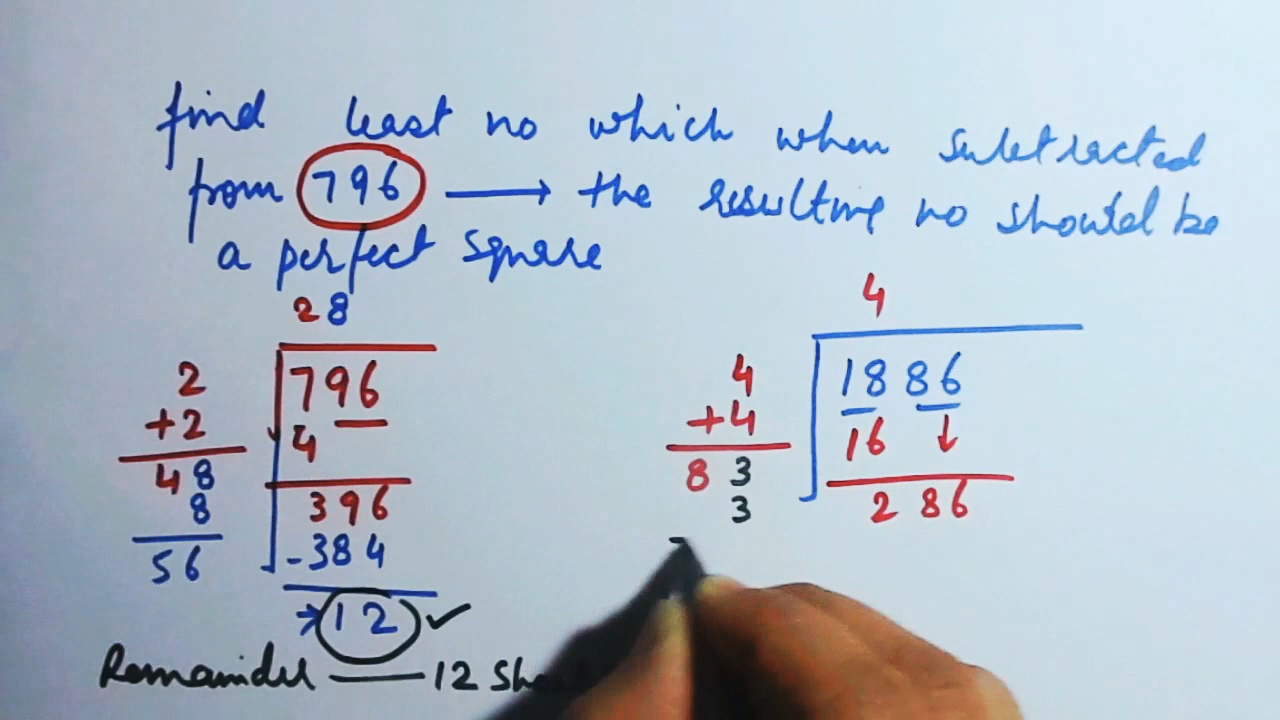 find least no which when subtracted
from 796 → the resulting no should be
a perfect square
28
2 796
+2 4
48 396
8 -384
56 → 12 ✓
Remainder — 12
4
4 1886
+4 16 ↓
83 286
3